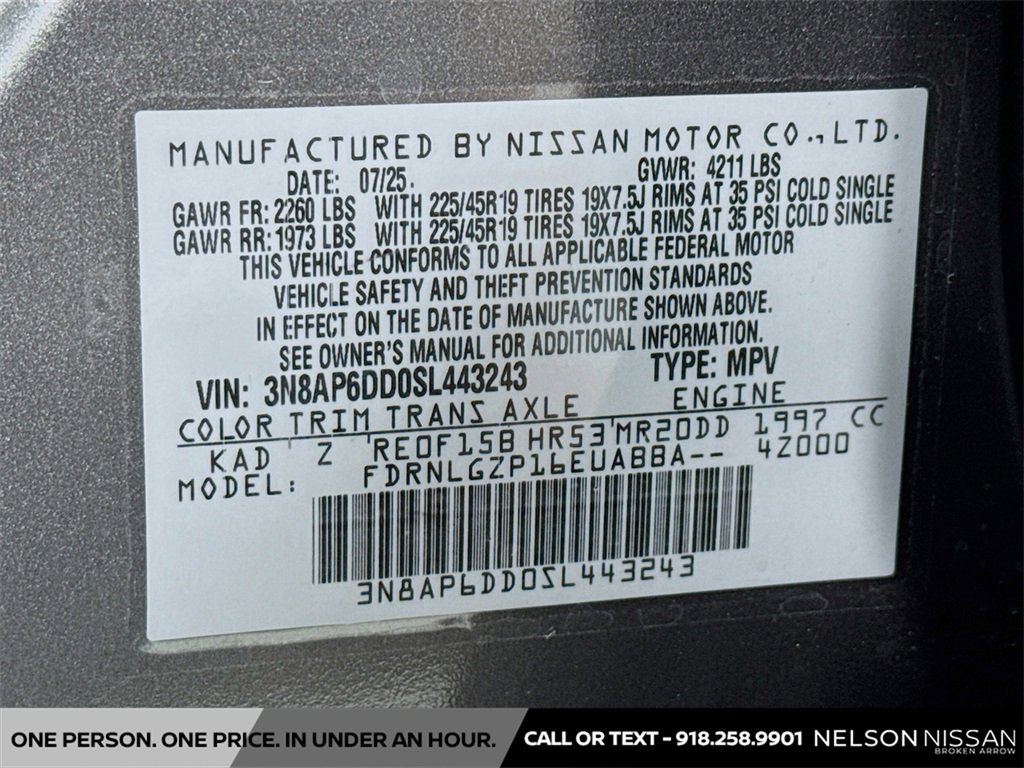 MANUFACTURED BY NISSAN MOTOR CO.,LTD.
DATE: 07/25. GVWR: 4211 LBS
GAWR FR: 2260 LBS WITH 225/45R19 TIRES 19X7.5J RIMS AT 35 PSI COLD SINGLE
GAWR RR: 1973 LBS WITH 225/45R19 TIRES 19X7.5J RIMS AT 35 PSI COLD SINGLE
THIS VEHICLE CONFORMS TO ALL APPLICABLE FEDERAL MOTOR
VEHICLE SAFETY AND THEFT PREVENTION STANDARDS
IN EFFECT ON THE DATE OF MANUFACTURE SHOWN ABOVE.
SEE OWNER'S MANUAL FOR ADDITIONAL INFORMATION.
VIN: 3N8AP6DD0SL443243 TYPE: MPV
COLOR TRIM TRANS AXLE ENGINE
KAD Z RE0F15B HR53 MR20DD 1997 CC
MODEL: FDRNLGZP16EUABBA-- 4Z000
3N8AP6DD0SL443243
ONE PERSON. ONE PRICE. IN UNDER AN HOUR. CALL OR TEXT - 918.258.9901 NELSON NISSAN
BROKEN ARROW